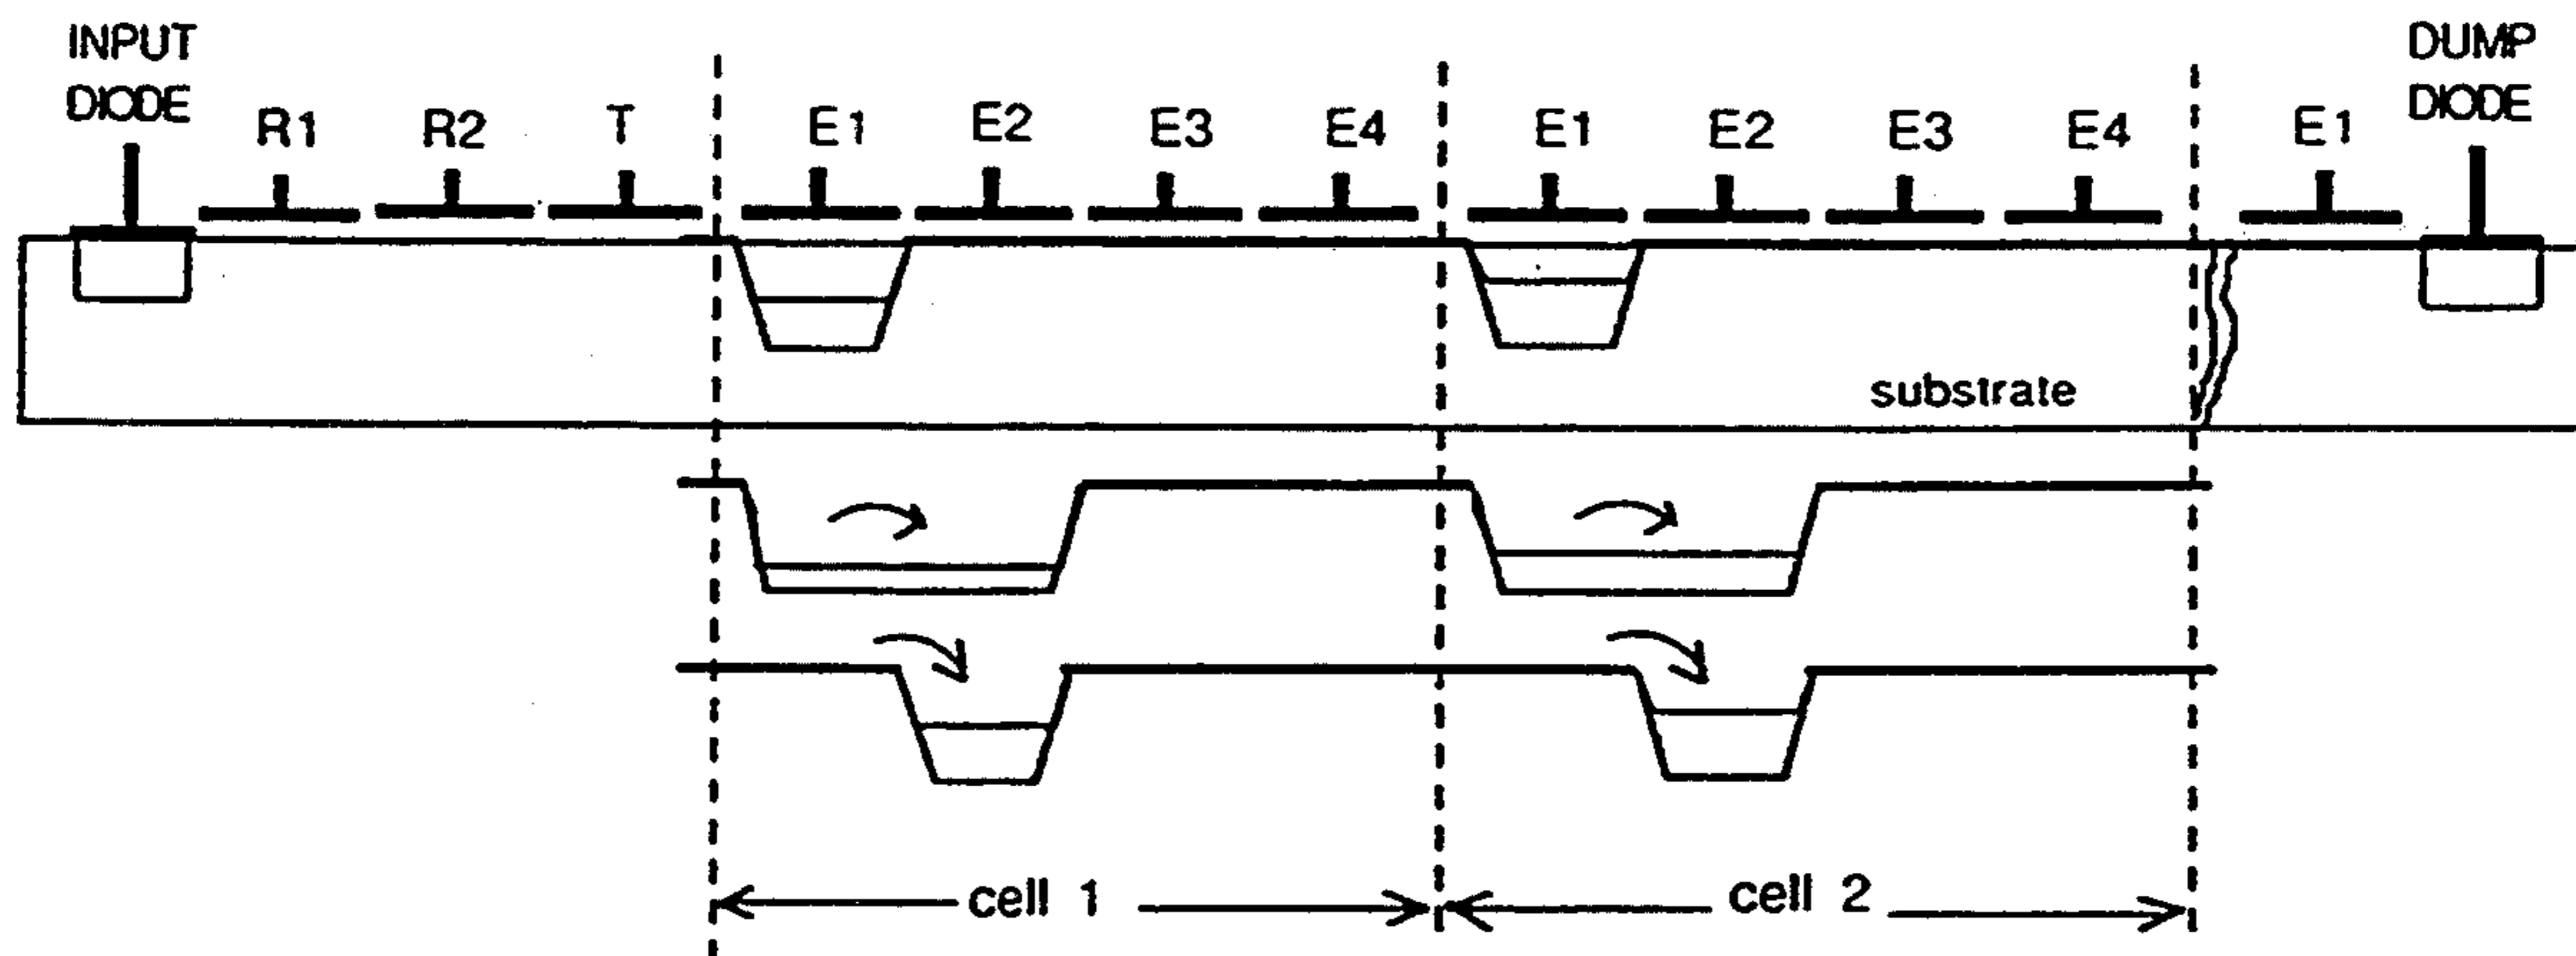 INPUT
DIODE
R1
R2
T
E1
E2
E3
E4
E1
E2
E3
E4
E1
DUMP
DIODE
substrate
cell 1
cell 2